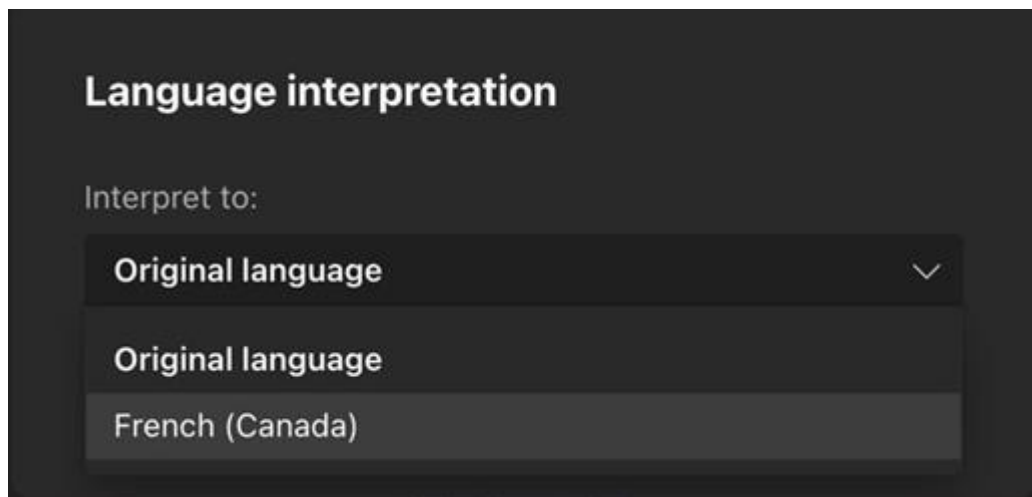 Language interpretation
Interpret to:
Original language
Original language
French (Canada)